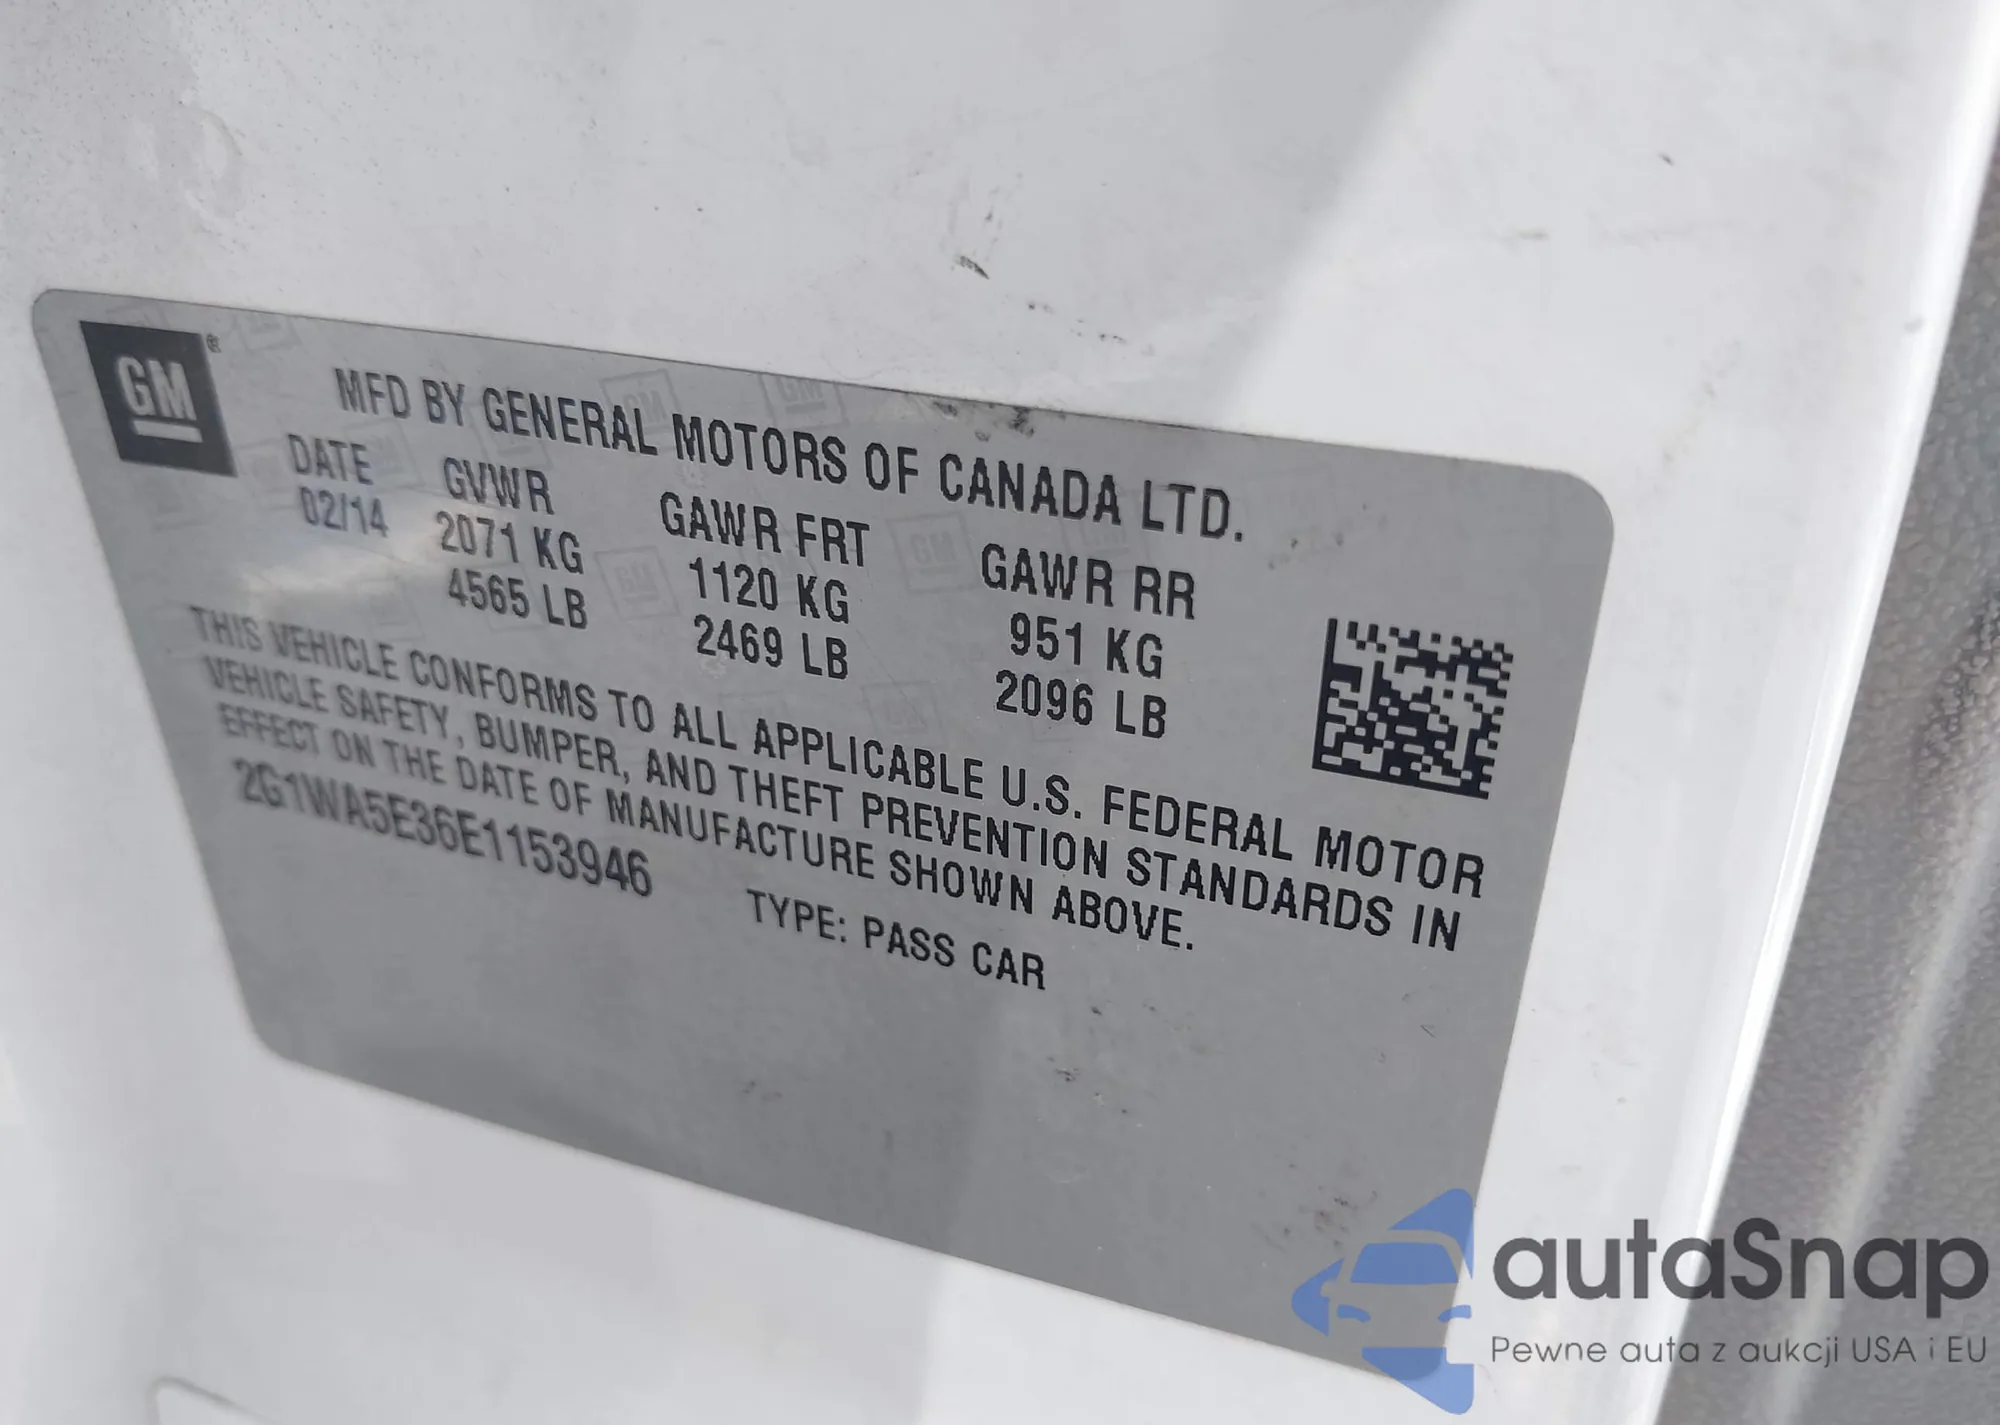 GM®
MFD BY GENERAL MOTORS OF CANADA LTD.
DATE GVWR GAWR FRT GAWR RR
02/14 2071 KG 1120 KG 951 KG
4565 LB 2469 LB 2096 LB
THIS VEHICLE CONFORMS TO ALL APPLICABLE U.S. FEDERAL MOTOR
VEHICLE SAFETY, BUMPER, AND THEFT PREVENTION STANDARDS IN
EFFECT ON THE DATE OF MANUFACTURE SHOWN ABOVE.
2G1WA5E36E1153946 TYPE: PASS CAR
autaSnap
Pewne auta z aukcji USA i EU